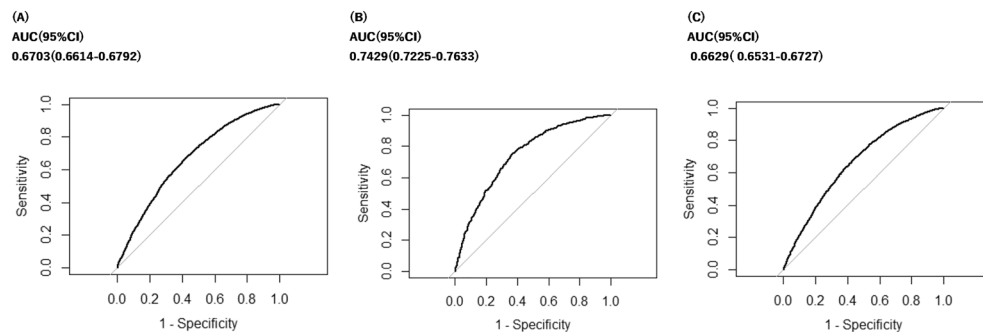 (A)
AUC(95%CI)
0.6703(0.6614-0.6792)
Sensitivity
1.0
0.8
0.6
0.4
0.2
0.0
0.0 0.2 0.4 0.6 0.8 1.0
1 - Specificity
(B)
AUC(95%CI)
0.7429(0.7225-0.7633)
Sensitivity
1.0
0.8
0.6
0.4
0.2
0.0
0.0 0.2 0.4 0.6 0.8 1.0
1 - Specificity
(C)
AUC(95%CI)
0.6629( 0.6531-0.6727)
Sensitivity
1.0
0.8
0.6
0.4
0.2
0.0
0.0 0.2 0.4 0.6 0.8 1.0
1 - Specificity